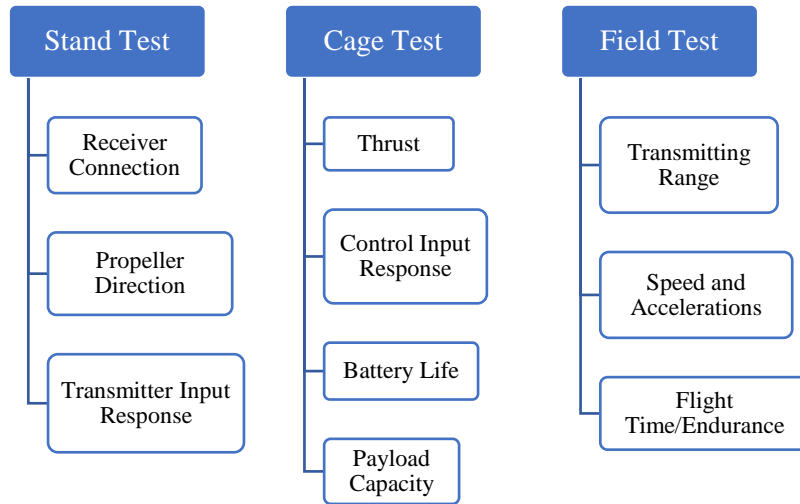 Stand Test
Receiver
Connection
Propeller
Direction
Transmitter Input
Response
Cage Test
Thrust
Control Input
Response
Battery Life
Payload
Capacity
Field Test
Transmitting
Range
Speed and
Accelerations
Flight
Time/Endurance